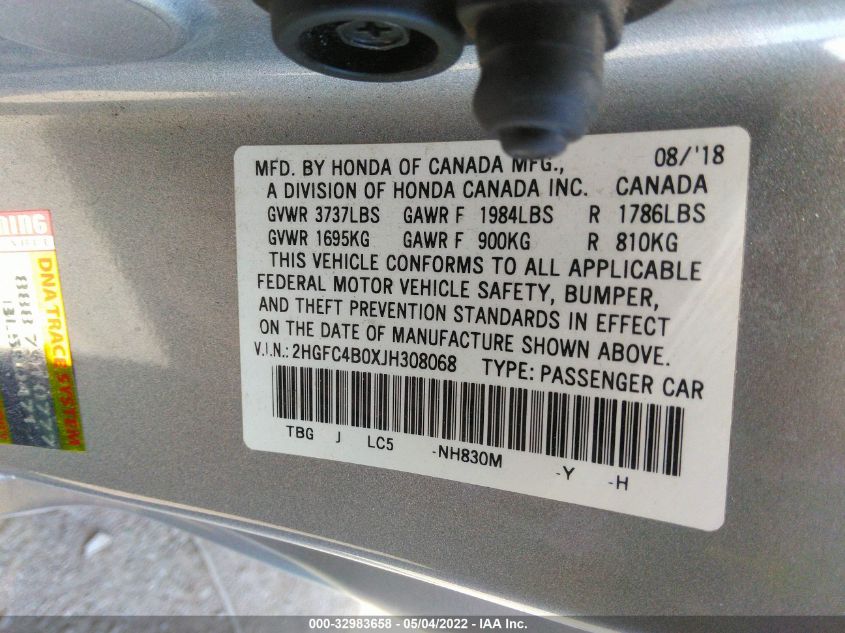 MFD. BY HONDA OF CANADA MFG., 08/'18
A DIVISION OF HONDA CANADA INC. CANADA
GVWR 3737LBS GAWR F 1984LBS R 1786LBS
GVWR 1695KG GAWR F 900KG R 810KG
THIS VEHICLE CONFORMS TO ALL APPLICABLE
FEDERAL MOTOR VEHICLE SAFETY, BUMPER,
AND THEFT PREVENTION STANDARDS IN EFFECT
ON THE DATE OF MANUFACTURE SHOWN ABOVE.
V.I.N.: 2HGFC4B0XJH308068 TYPE: PASSENGER CAR
TBG J LC5 -NH830M -Y -H
DNA TRACE SYSTEM
000-32983658 - 05/04/2022 - IAA Inc.